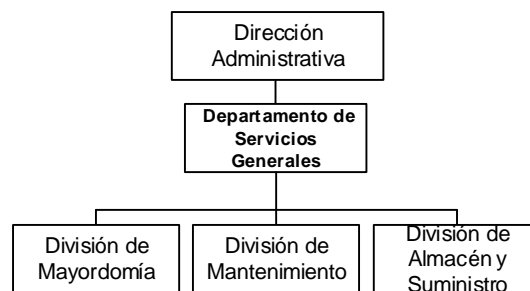 Dirección
Administrativa
Departamento de
Servicios
Generales
División de
Mayordomía
División de
Mantenimiento
División de
Almacén y
Suministro